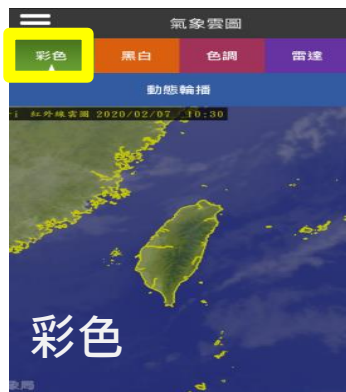 氣象雲圖
彩色 黑白 色調 雷達
動態輪播
紅外線雲圖 2020/02/07 10:30
彩色
象局